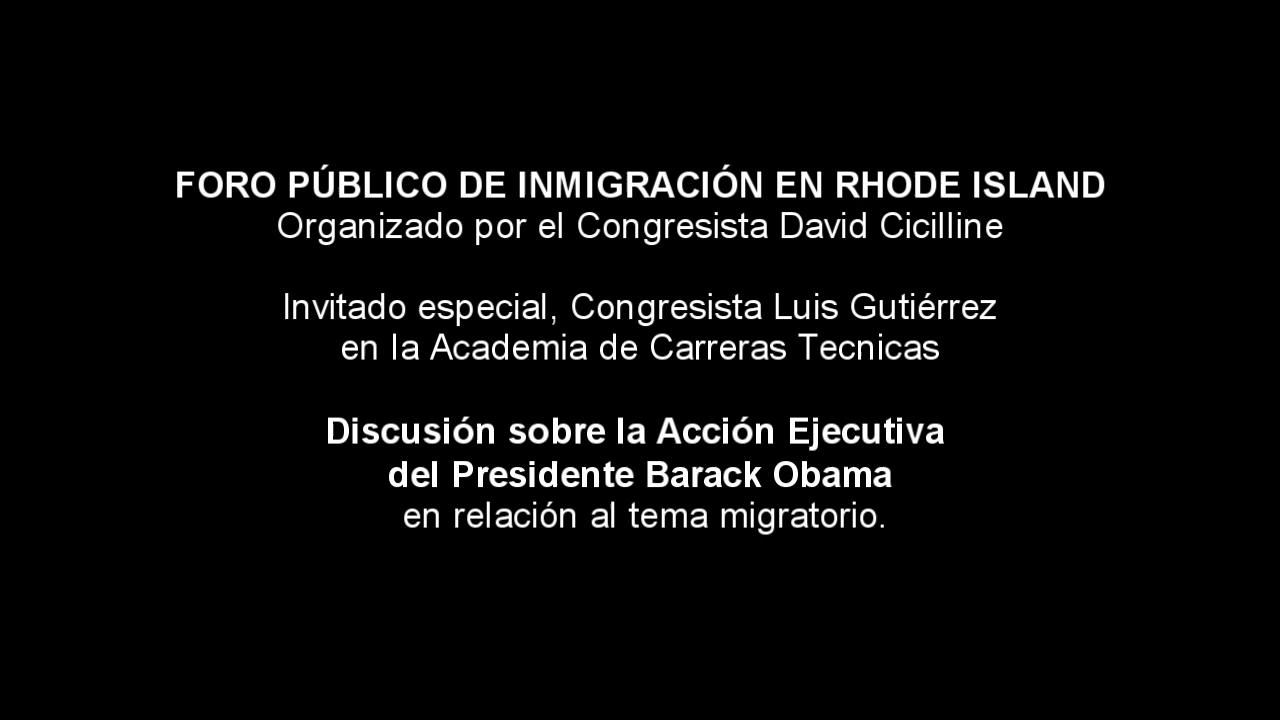 FORO PÚBLICO DE INMIGRACIÓN EN RHODE ISLAND
Organizado por el Congresista David Cicilline
Invitado especial, Congresista Luis Gutiérrez
en la Academia de Carreras Tecnicas
Discusión sobre la Acción Ejecutiva
del Presidente Barack Obama
en relación al tema migratorio.